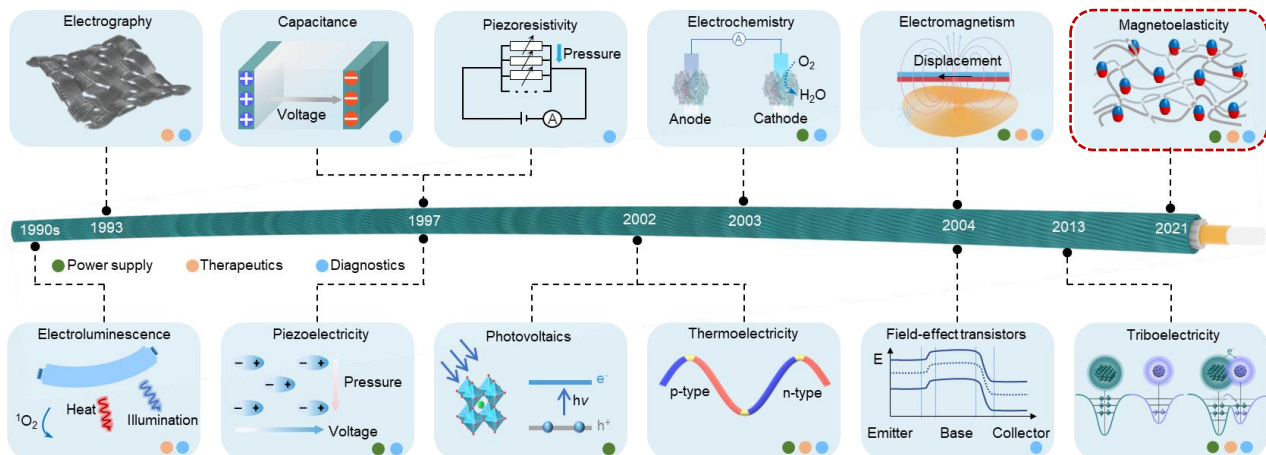 Electrography
Capacitance
Voltage
Piezoresistivity
Pressure
A
Electrochemistry
A
O₂
H₂O
Anode
Cathode
Electromagnetism
Displacement
Magnetoelasticity
1990s
1993
1997
2002
2003
2004
2013
2021
Power supply
Therapeutics
Diagnostics
Electroluminescence
¹O₂
Heat
Illumination
Piezoelectricity
Pressure
Voltage
Photovoltaics
e⁻
hν
h⁺
Thermoelectricity
p-type
n-type
Field-effect transistors
E
Emitter
Base
Collector
Triboelectricity
e⁻